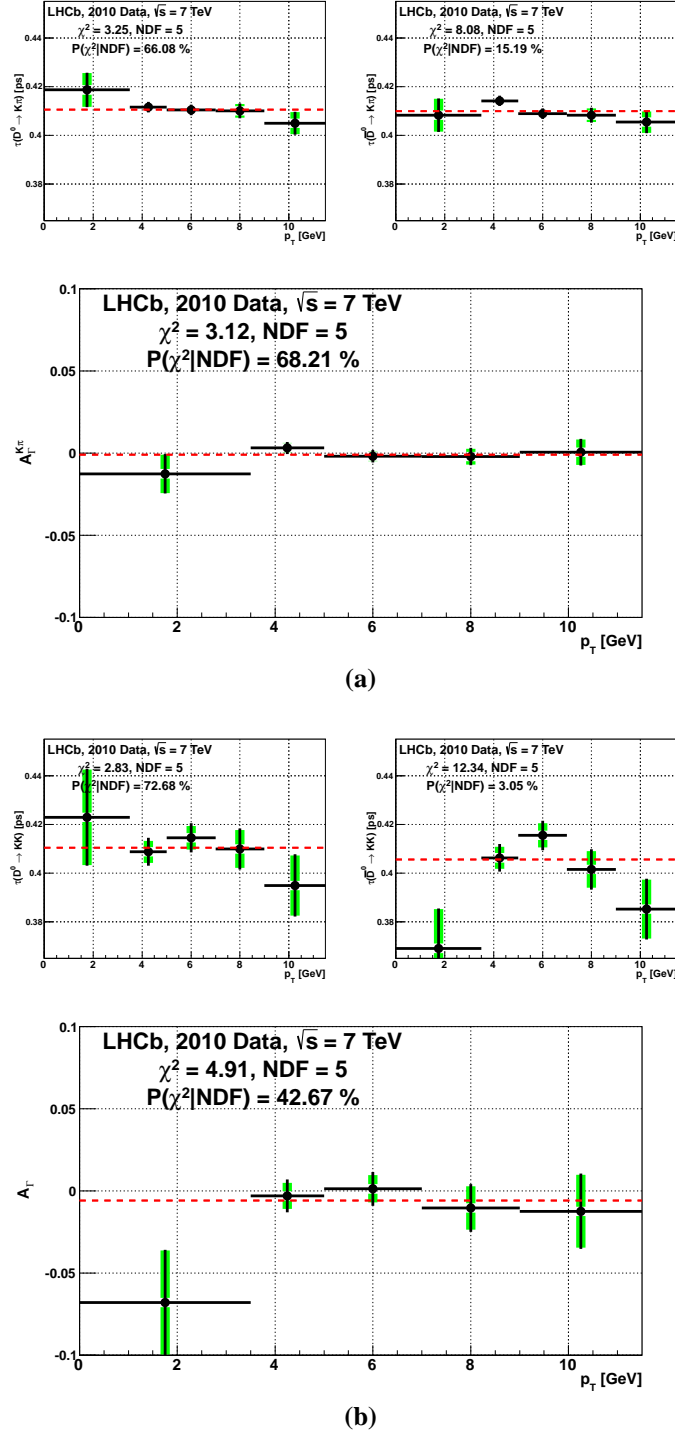 LHCb, 2010 Data, √s = 7 TeV
χ² = 3.25, NDF = 5
P(χ²|NDF) = 66.08 %
τ(D⁰ → Kπ) [ps]
0.44
0.42
0.4
0.38
0 2 4 6 8 10
p_T [GeV]
LHCb, 2010 Data, √s = 7 TeV
χ² = 8.08, NDF = 5
P(χ²|NDF) = 15.19 %
τ(D⁰ → Kπ) [ps]
0.44
0.42
0.4
0.38
0 2 4 6 8 10
p_T [GeV]
LHCb, 2010 Data, √s = 7 TeV
χ² = 3.12, NDF = 5
P(χ²|NDF) = 68.21 %
A_Γ^{Kπ}
0.1
0.05
0
-0.05
-0.1
0 2 4 6 8 10
p_T [GeV]
(a)
LHCb, 2010 Data, √s = 7 TeV
χ² = 2.83, NDF = 5
P(χ²|NDF) = 72.68 %
τ(D⁰ → KK) [ps]
0.44
0.42
0.4
0.38
0 2 4 6 8 10
p_T [GeV]
LHCb, 2010 Data, √s = 7 TeV
χ² = 12.34, NDF = 5
P(χ²|NDF) = 3.05 %
τ(D⁰ → KK) [ps]
0.44
0.42
0.4
0.38
0 2 4 6 8 10
p_T [GeV]
LHCb, 2010 Data, √s = 7 TeV
χ² = 4.91, NDF = 5
P(χ²|NDF) = 42.67 %
A_Γ
0.1
0.05
0
-0.05
-0.1
0 2 4 6 8 10
p_T [GeV]
(b)